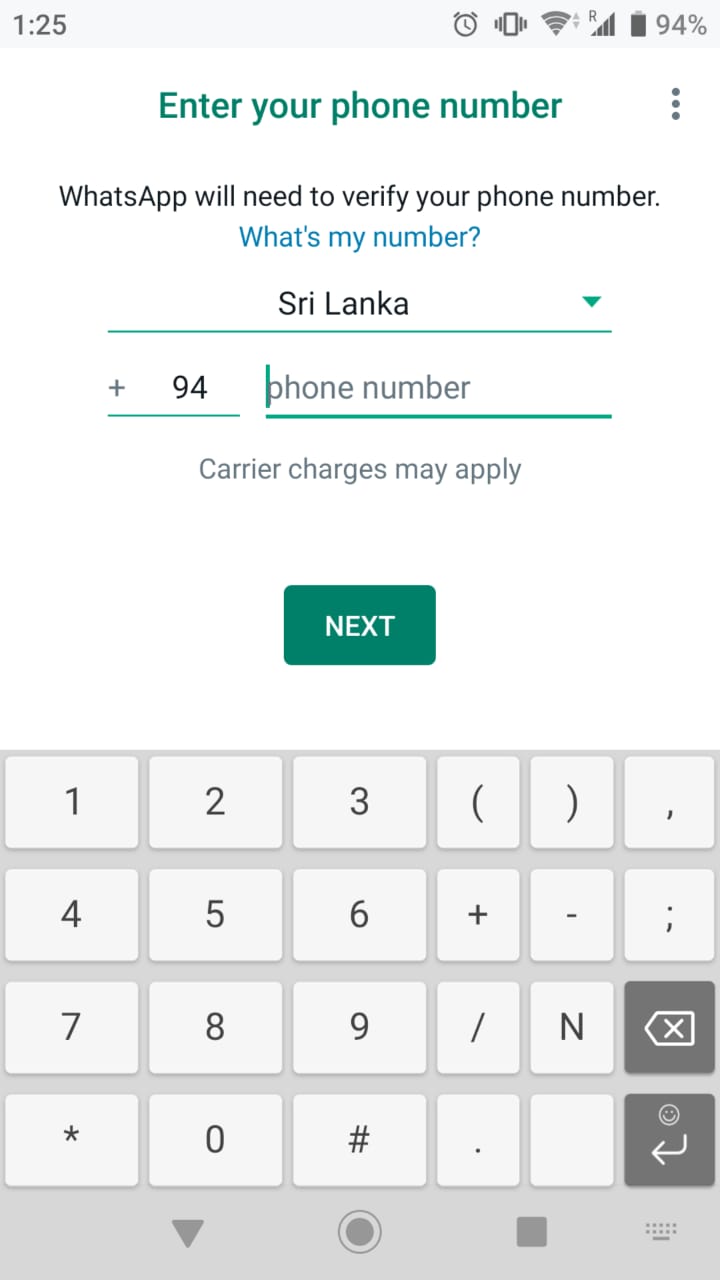 1:25 R 94%
Enter your phone number
WhatsApp will need to verify your phone number.
What's my number?
Sri Lanka
+ 94 phone number
Carrier charges may apply
NEXT
1 2 3 ( ) ,
4 5 6 + - ;
7 8 9 / N
* 0 # .